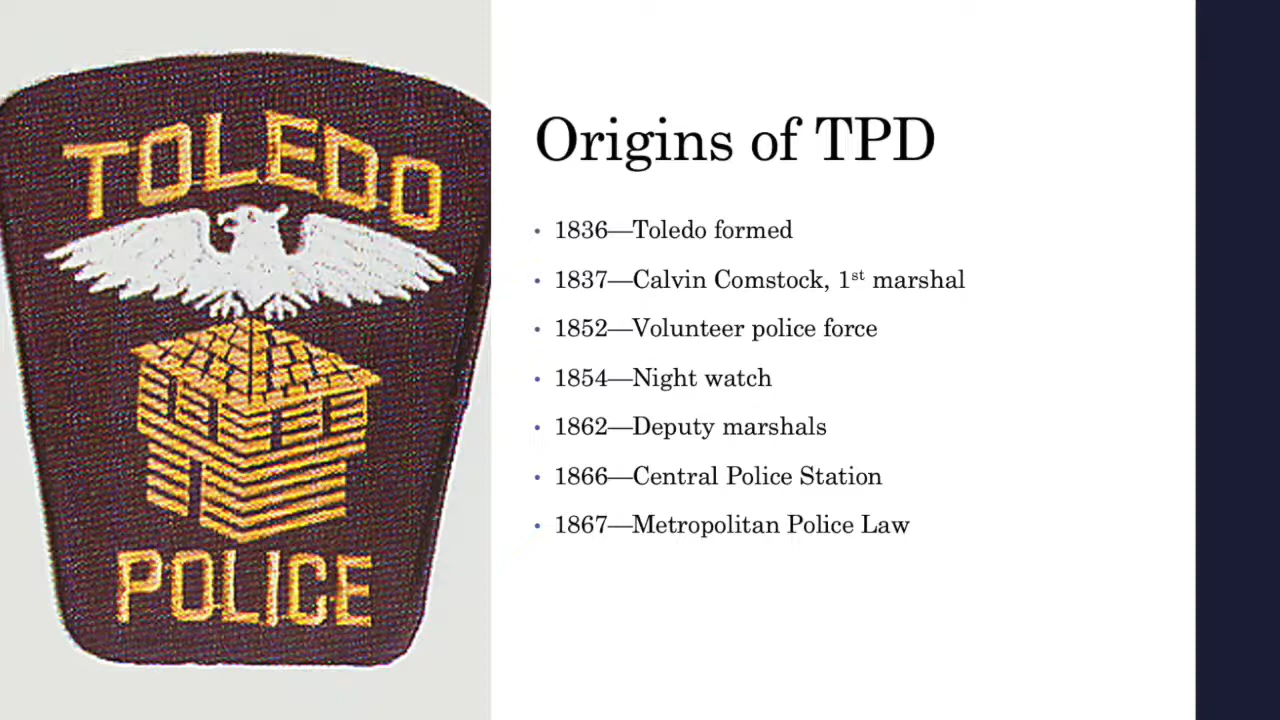 TOLEDO
POLICE
Origins of TPD
• 1836—Toledo formed
• 1837—Calvin Comstock, 1st marshal
• 1852—Volunteer police force
• 1854—Night watch
• 1862—Deputy marshals
• 1866—Central Police Station
• 1867—Metropolitan Police Law